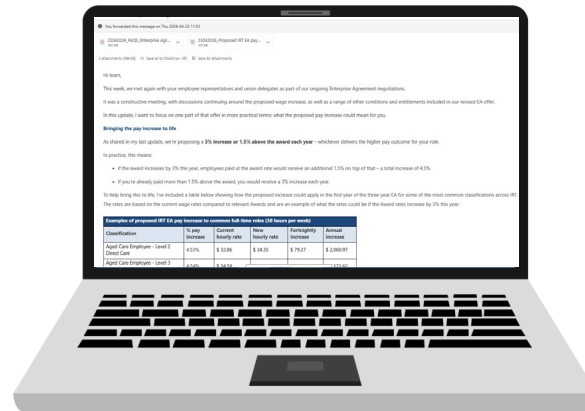 You forwarded this message on Thu 2026-04-23 11:03
23042026_FAQS_Enterprise Agr...
23042026_Proposed IRT EA pay...
Hi team,
This week, we met again with your employee representatives and union delegates as part of our ongoing Enterprise Agreement negotiations.
It was a constructive meeting, with discussions continuing around the proposed wage increase, as well as a range of other conditions and entitlements included in our revised EA offer.
In this update, I want to focus on one part of that offer in more practical terms: what the proposed pay increase could mean for you.
Bringing the pay increase to life
As shared in my last update, we're proposing a 3% increase or 1.5% above the award each year – whichever delivers the higher pay outcome for your role.
In practice, this means:
• if the award increases by 3% this year, employees paid at the award rate would receive an additional 1.5% on top of that – a total increase of 4.5%
• if you're already paid more than 1.5% above the award, you would receive a 3% increase each year.
To help bring this to life, I've included a table below showing how the proposed increase could apply in the first year of the three-year EA for some of the most common classifications across IRT.
The rates are based on the current wage rates compared to relevant Awards and are an example of what the rates could be if the Award rates increase by 3% this year.
Examples of proposed IRT EA pay increase to common full-time roles (38 hours per week)
Classification % pay increase Current hourly rate New hourly rate Fortnightly increase Annual increase
Aged Care Employee - Level 2 Direct Care 4.53% $ 32.86 $ 34.35 $ 79.27 $ 2,060.97
Aged Care Employee - Level 3